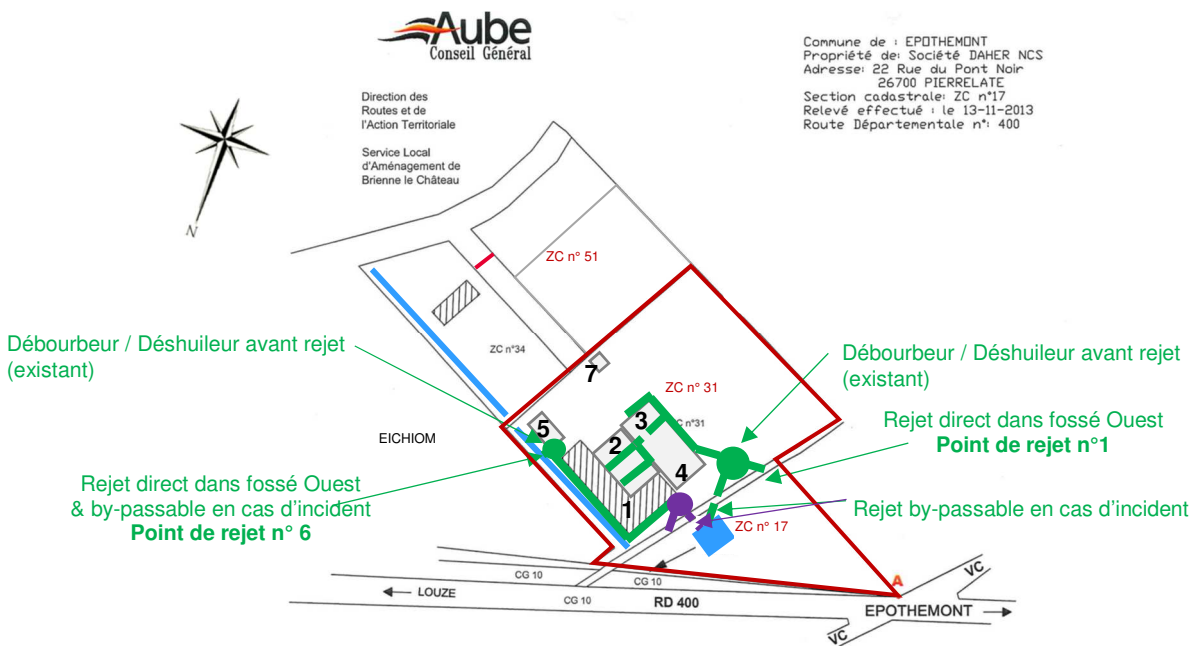 Aube
Conseil Général
Direction des
Routes et de
l'Action Territoriale
Service Local
d'Aménagement de
Brienne le Château
Commune de : EPOTHEMONT
Propriété de: Société DAHER NCS
Adresse: 22 Rue du Pont Noir
26700 PIERRELATE
Section cadastrale: ZC n°17
Relevé effectué : le 13-11-2013
Route Départementale n°: 400
N
ZC n° 51
ZC n°34
Débourbeur / Déshuileur avant rejet
(existant)
Débourbeur / Déshuileur avant rejet
(existant)
7
ZC n° 31
3
n°31
5
2
4
1
EICHIOM
Rejet direct dans fossé Ouest
Point de rejet n°1
Rejet direct dans fossé Ouest
& by-passable en cas d'incident
Point de rejet n° 6
Rejet by-passable en cas d'incident
ZC n° 17
A
VC
CG 10
CG 10
CG 10
LOUZE
RD 400
EPOTHEMONT
VC